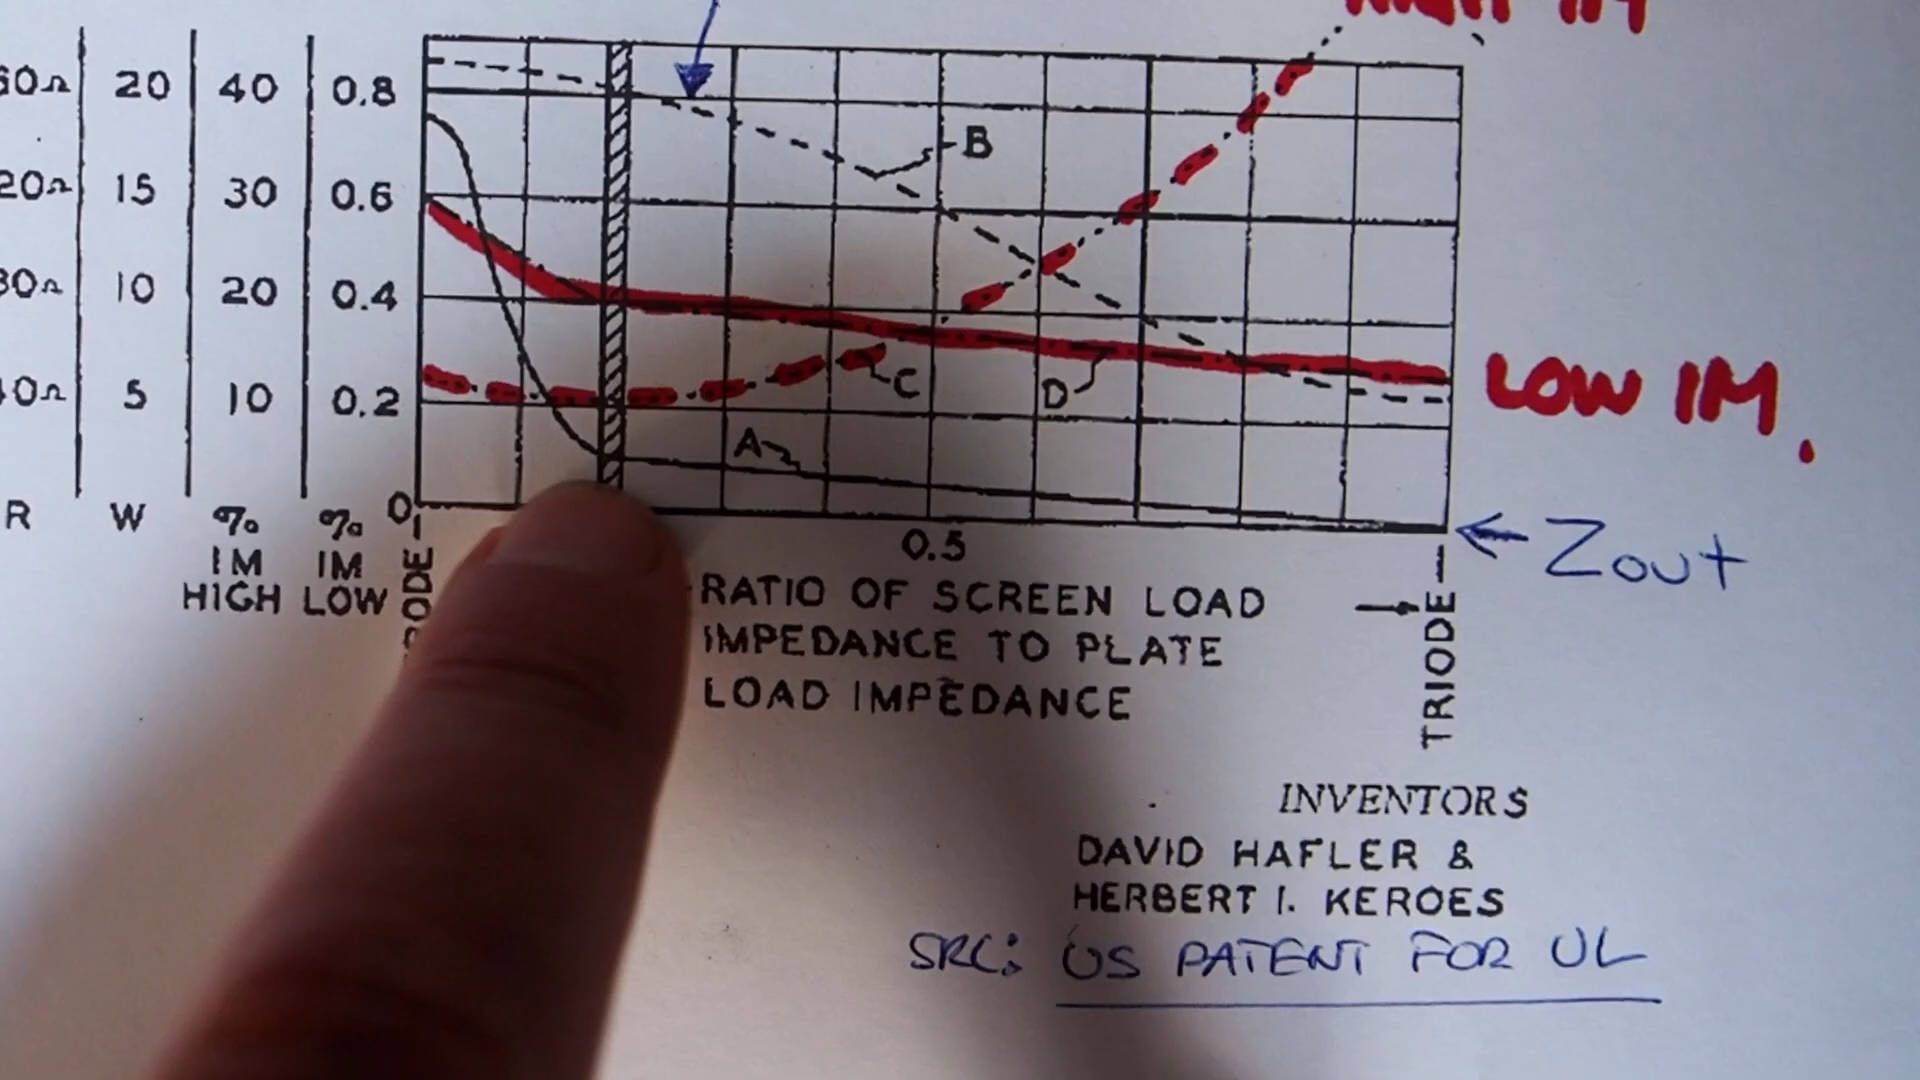 HIGH IM
20 40 0.8
B
15 30 0.6
10 20 0.4
C
D
LOW IM.
5 10 0.2
A
0
R W % IM HIGH % IM LOW
0.5
← Zout
RATIO OF SCREEN LOAD
IMPEDANCE TO PLATE
LOAD IMPEDANCE
TRIODE
INVENTORS
DAVID HAFLER &
HERBERT I. KEROES
SRC: US PATENT FOR UL